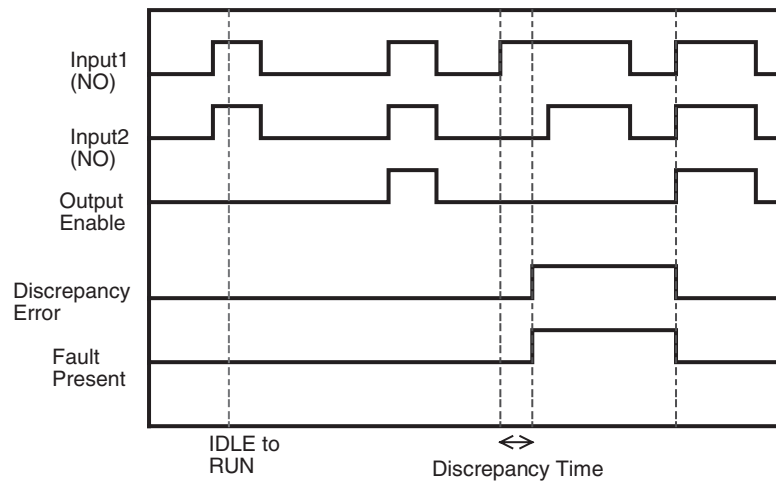 Input1
(NO)
Input2
(NO)
Output
Enable
Discrepancy
Error
Fault
Present
IDLE to
RUN
Discrepancy Time